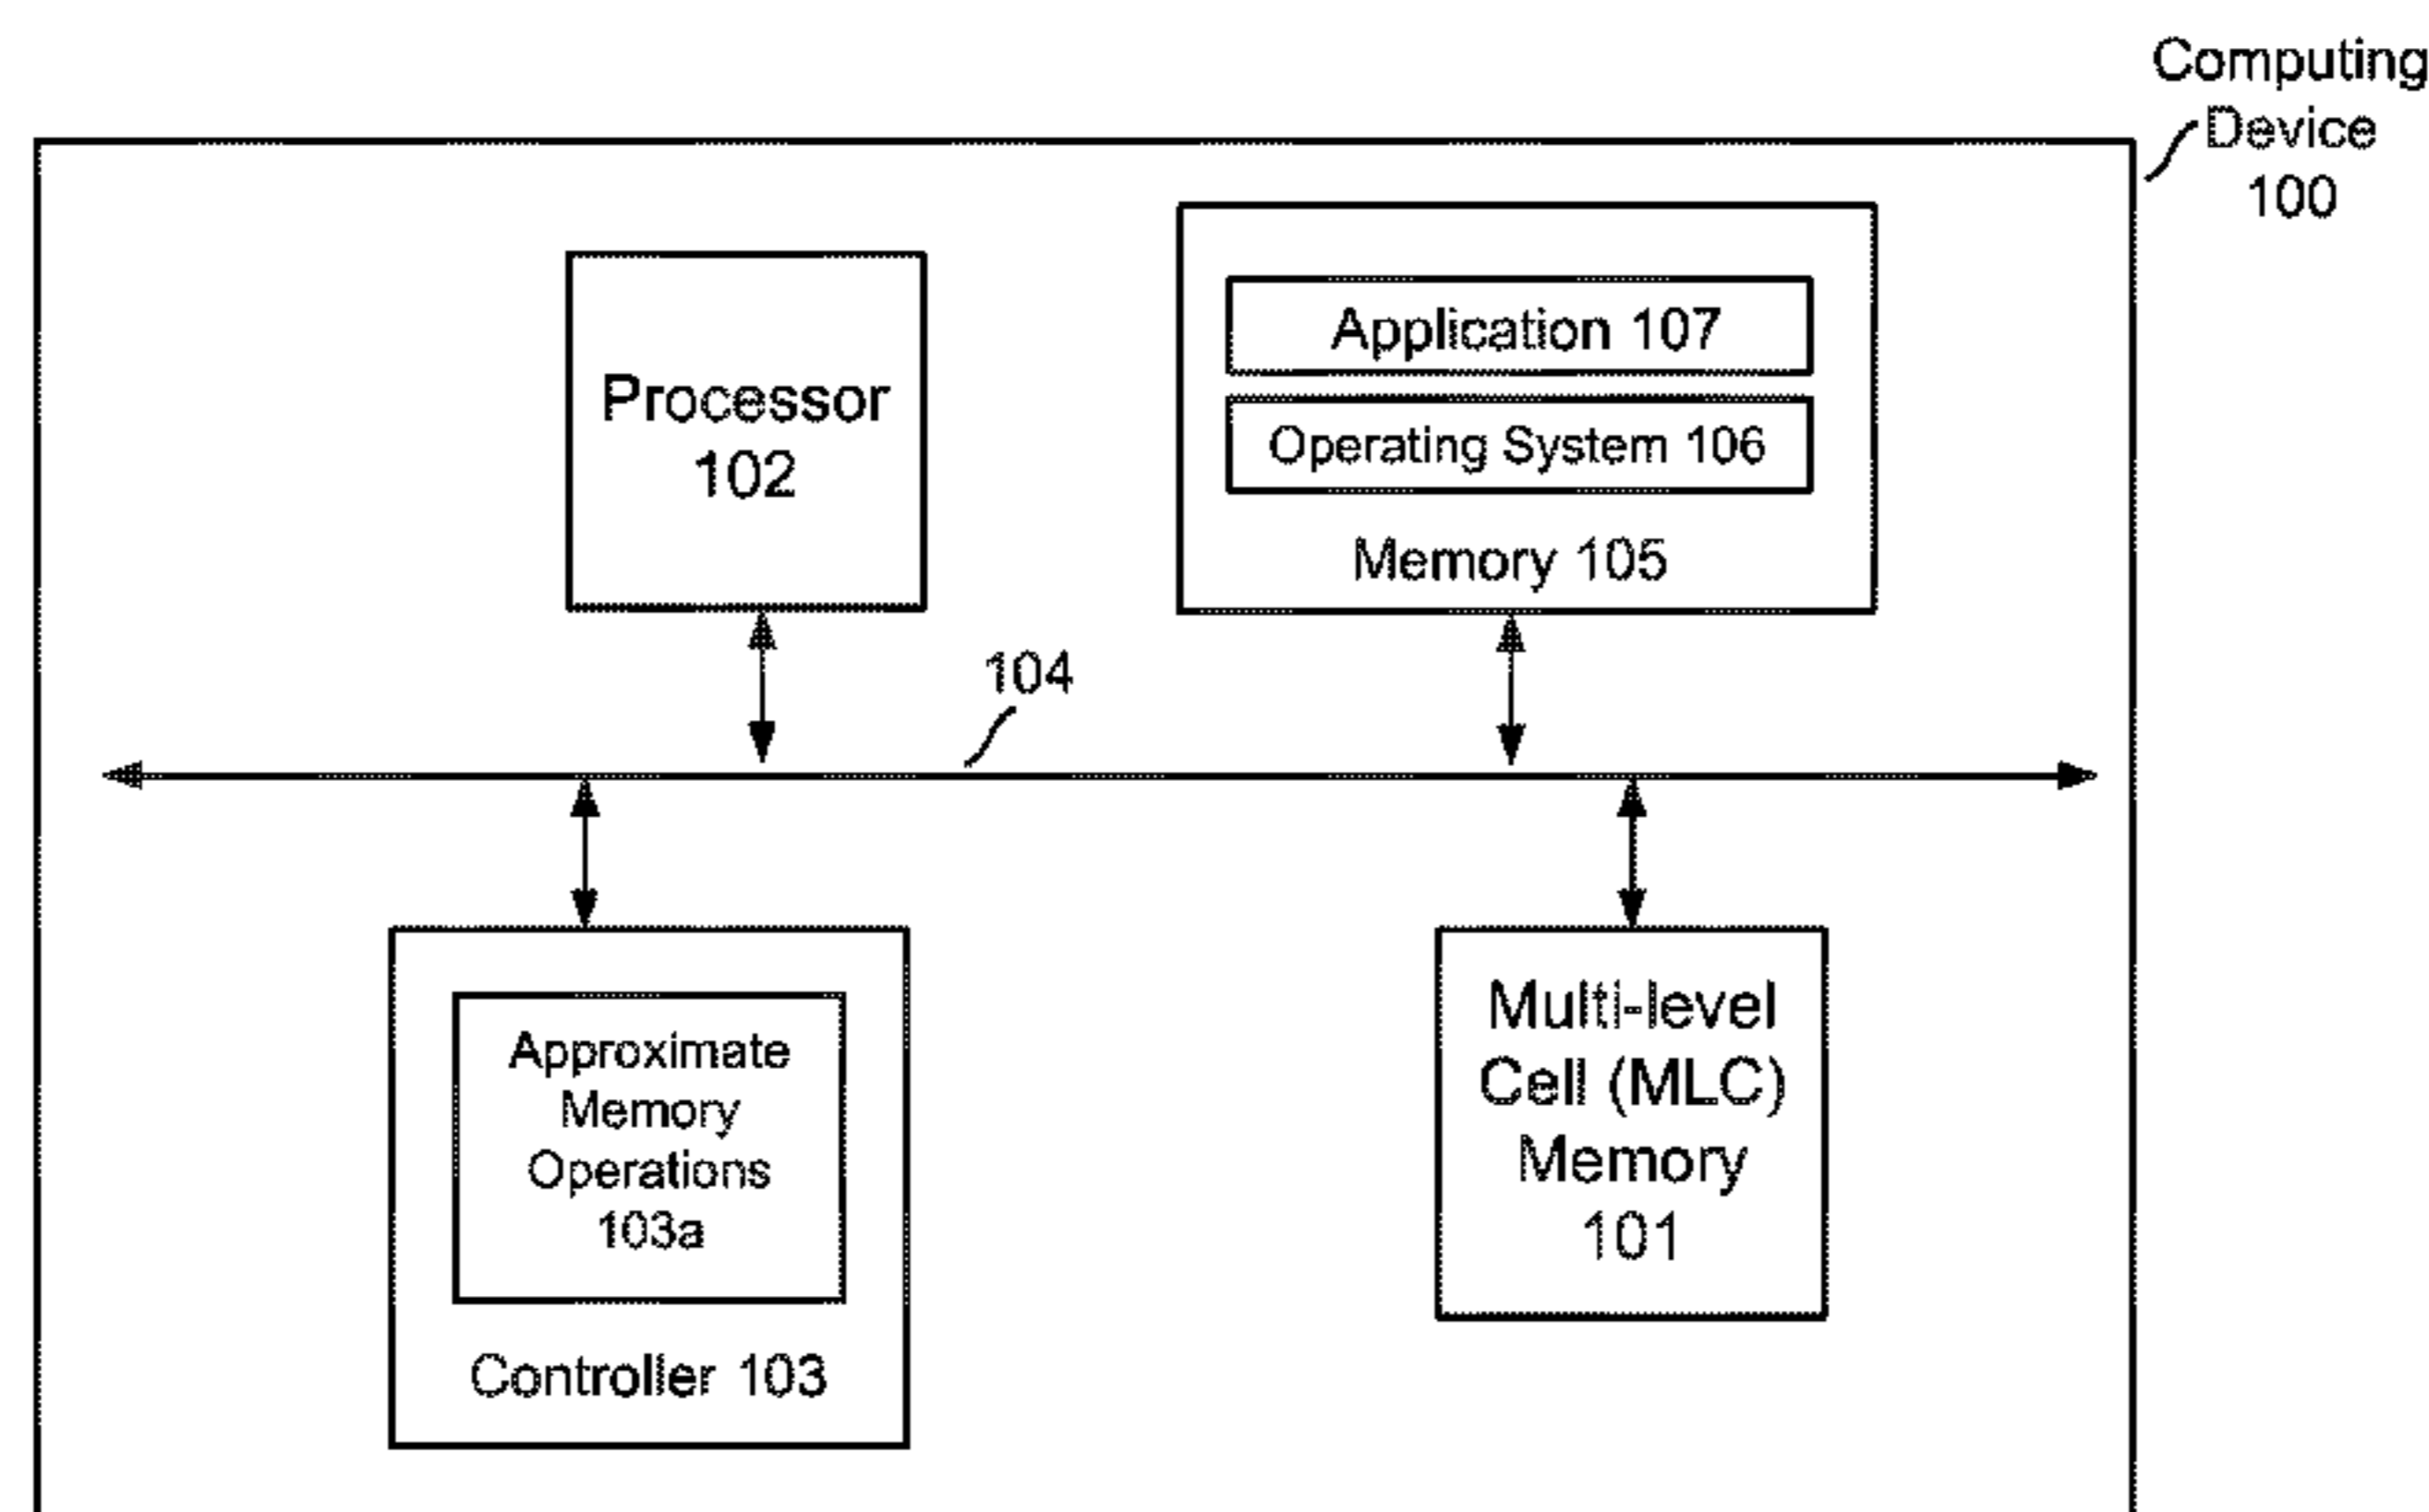 Computing
Device
100
Processor
102
Application 107
Operating System 106
Memory 105
104
Approximate
Memory
Operations
103a
Controller 103
Multi-level
Cell (MLC)
Memory
101